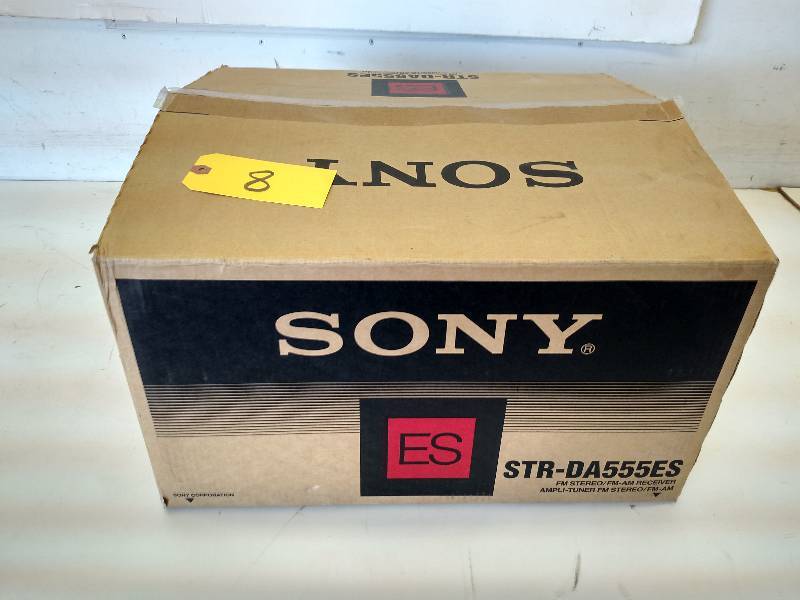 STR-DA555ES
ES
SONY
8
SONY®
ES
STR-DA555ES
FM STEREO/FM-AM RECEIVER
AMPLI-TUNER FM STEREO/FM-AM
SONY CORPORATION